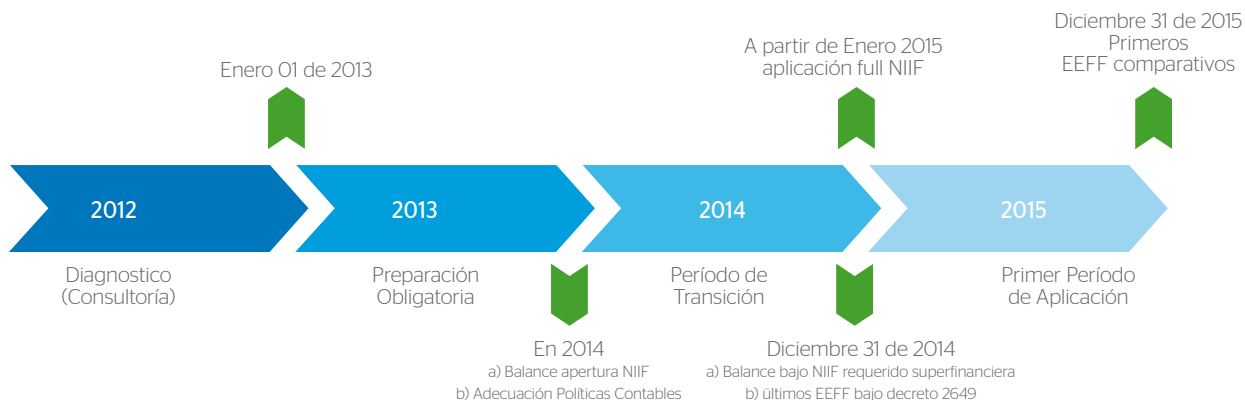 Enero 01 de 2013
A partir de Enero 2015
aplicación full NIIF
Diciembre 31 de 2015
Primeros
EEFF comparativos
2012
2013
2014
2015
Diagnostico
(Consultoría)
Preparación
Obligatoria
Período de
Transición
Primer Período
de Aplicación
En 2014
a) Balance apertura NIIF
b) Adecuación Políticas Contables
Diciembre 31 de 2014
a) Balance bajo NIIF requerido superfinanciera
b) últimos EEFF bajo decreto 2649